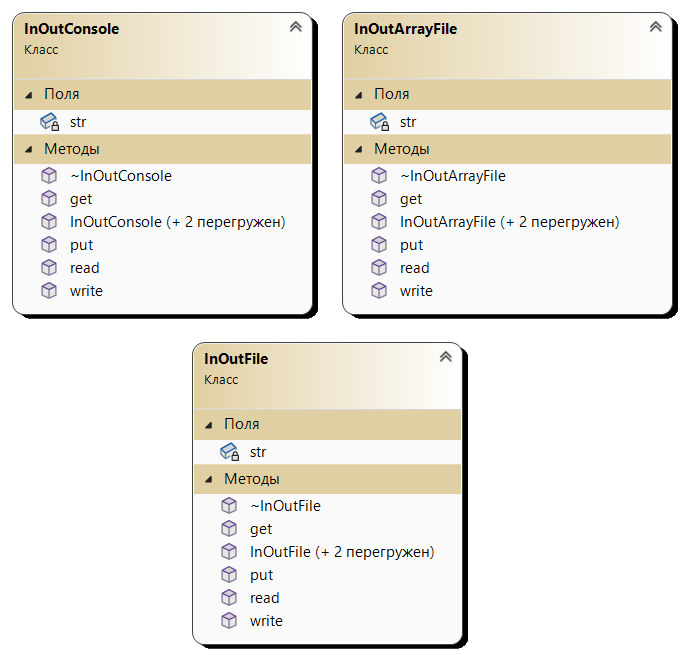 InOutConsole
Класс
Поля
str
Методы
~InOutConsole
get
InOutConsole (+ 2 перегружен)
put
read
write
InOutArrayFile
Класс
Поля
str
Методы
~InOutArrayFile
get
InOutArrayFile (+ 2 перегружен)
put
read
write
InOutFile
Класс
Поля
str
Методы
~InOutFile
get
InOutFile (+ 2 перегружен)
put
read
write